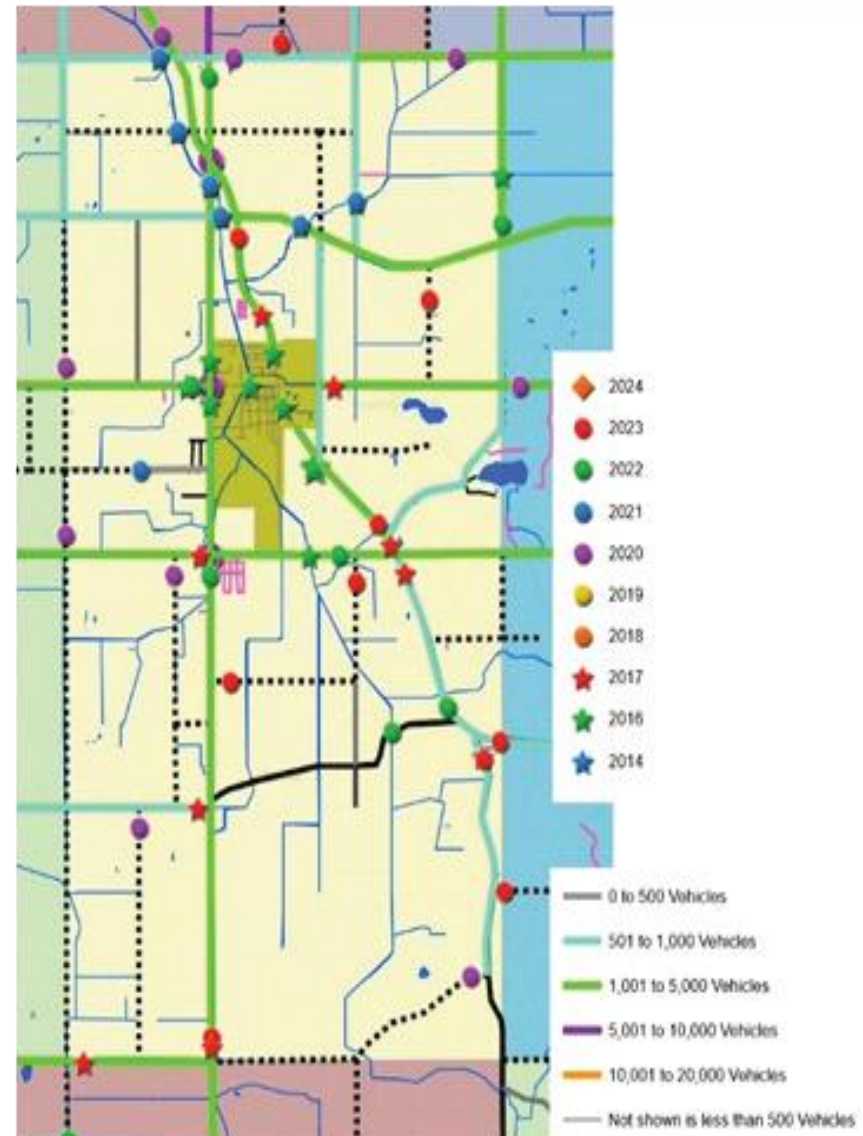 2024
2023
2022
2021
2020
2019
2018
2017
2016
2014
0 to 500 Vehicles
501 to 1,000 Vehicles
1,001 to 5,000 Vehicles
5,001 to 10,000 Vehicles
10,001 to 20,000 Vehicles
Not shown is less than 500 Vehicles